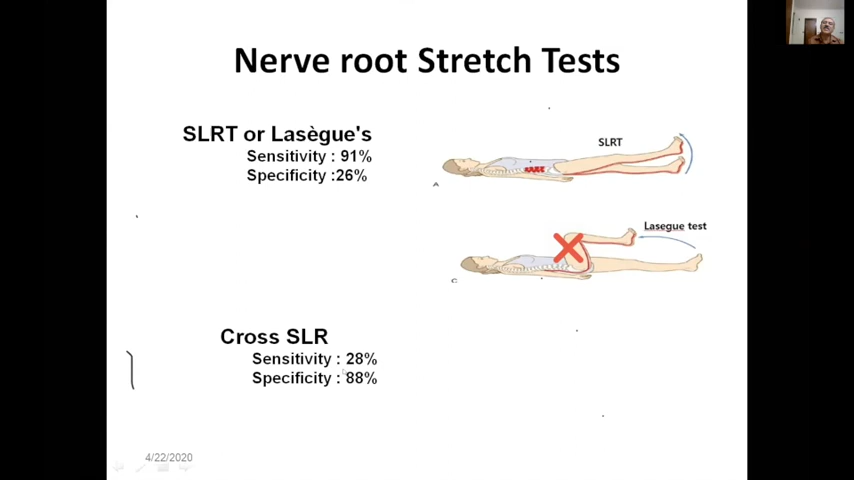 Nerve root Stretch Tests
SLRT or Lasègue's
Sensitivity : 91%
Specificity :26%
SLRT
A
Lasegue test
C
Cross SLR
Sensitivity : 28%
Specificity : 88%
4/22/2020